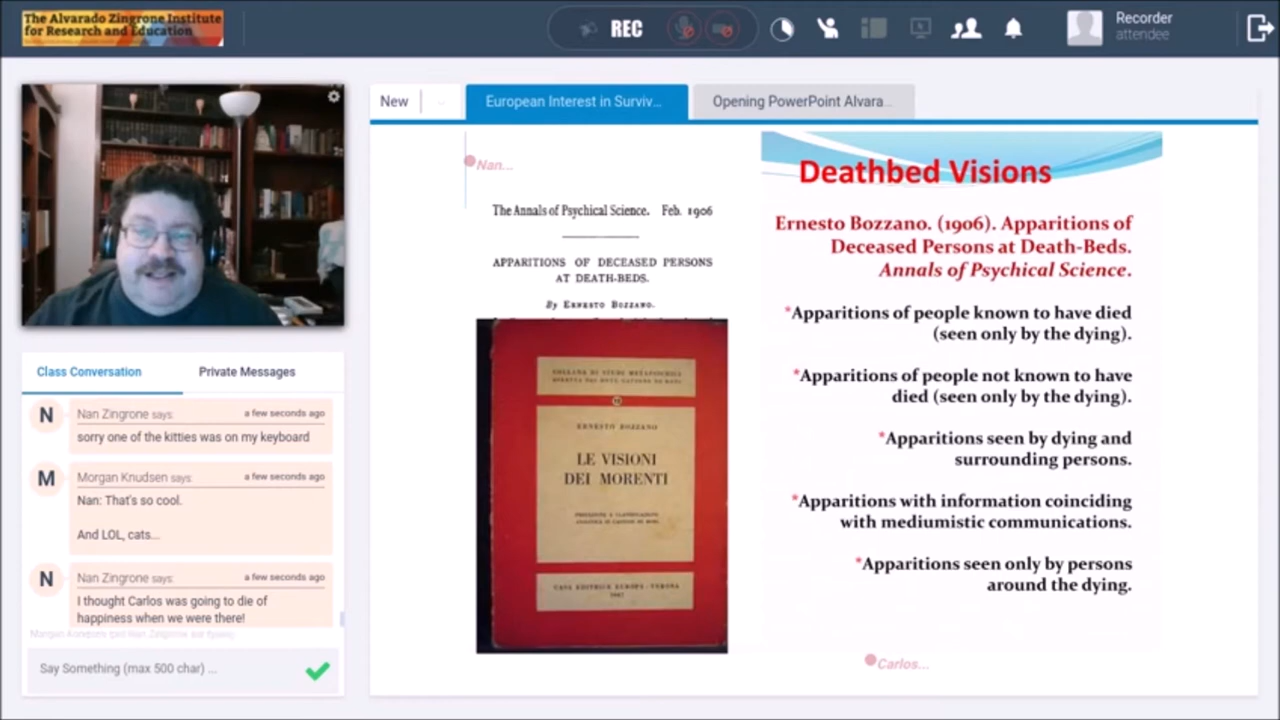 The Alvarado Zingrone Institute
for Research and Education
REC
Recorder
attendee
New
European Interest in Surviv...
Opening PowerPoint Alvara...
Nan...
The Annals of Psychical Science. Feb. 1906
APPARITIONS OF DECEASED PERSONS
AT DEATH-BEDS.
By ERNESTO BOZZANO.
ERNESTO BOZZANO
LE VISIONI
DEI MORENTI
CASA EDITRICE EUROPA - VERONA
Deathbed Visions
Ernesto Bozzano. (1906). Apparitions of
Deceased Persons at Death-Beds.
Annals of Psychical Science.
*Apparitions of people known to have died
(seen only by the dying).
*Apparitions of people not known to have
died (seen only by the dying).
*Apparitions seen by dying and
surrounding persons.
*Apparitions with information coinciding
with mediumistic communications.
*Apparitions seen only by persons
around the dying.
Carlos...
Class Conversation
Private Messages
N
Nan Zingrone says: a few seconds ago
sorry one of the kitties was on my keyboard
M
Morgan Knudsen says: a few seconds ago
Nan: That's so cool.
And LOL, cats...
N
Nan Zingrone says: a few seconds ago
I thought Carlos was going to die of
happiness when we were there!
Say Something (max 500 char) ...